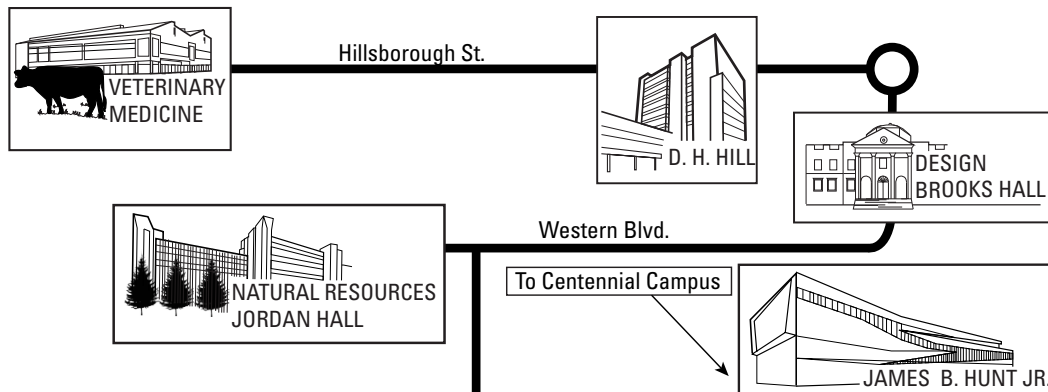 Hillsborough St.
VETERINARY
MEDICINE
D. H. HILL
DESIGN
BROOKS HALL
Western Blvd.
NATURAL RESOURCES
JORDAN HALL
To Centennial Campus
JAMES B. HUNT JR.